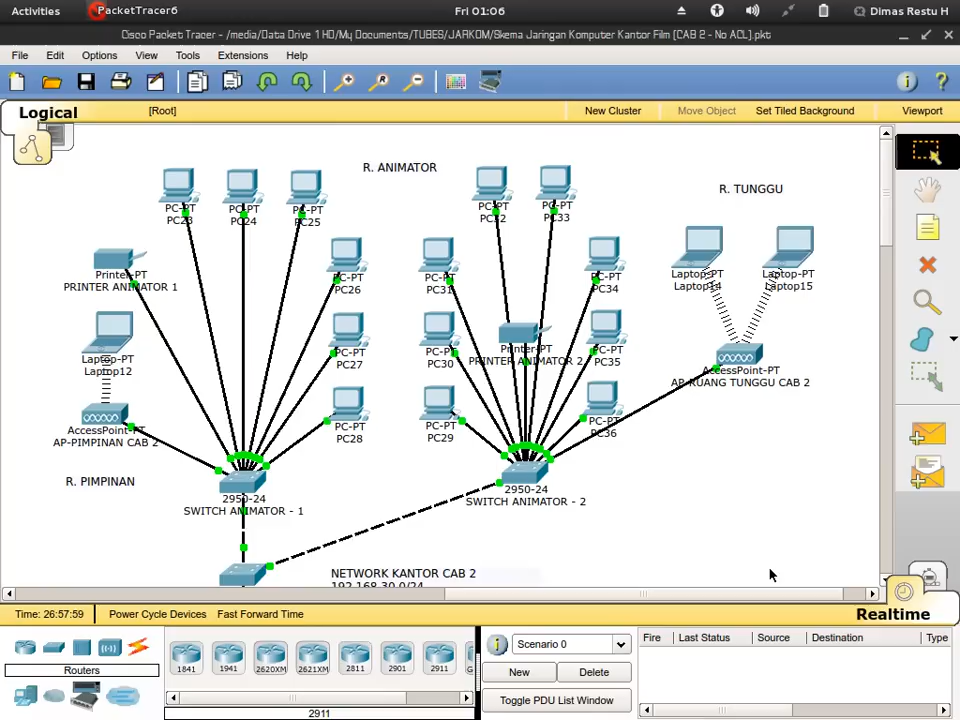 Activities PacketTracer6 Fri 01:06 Dimas Restu H
Cisco Packet Tracer - /media/Data Drive 1 HD/My Documents/TUBES/JARKOM/Skema Jaringan Komputer Kantor Film [CAB 2 - No ACL].pkt
File Edit Options View Tools Extensions Help
Logical [Root] New Cluster Move Object Set Tiled Background Viewport
R. ANIMATOR
R. TUNGGU
PC-PT
PC23
PC-PT
PC24
PC-PT
PC25
PC-PT
PC32
PC-PT
PC33
Printer-PT
PRINTER ANIMATOR 1
PC-PT
PC26
PC-PT
PC31
PC-PT
PC34
Laptop-PT
Laptop14
Laptop-PT
Laptop15
Laptop-PT
Laptop12
PC-PT
PC27
PC-PT
PC30
Printer-PT
PRINTER ANIMATOR 2
PC-PT
PC35
AccessPoint-PT
AP-RUANG TUNGGU CAB 2
AccessPoint-PT
AP-PIMPINAN CAB 2
PC-PT
PC28
PC-PT
PC29
PC-PT
PC36
R. PIMPINAN
2950-24
SWITCH ANIMATOR - 1
2950-24
SWITCH ANIMATOR - 2
NETWORK KANTOR CAB 2
192.168.30.0/24
Time: 26:57:59 Power Cycle Devices Fast Forward Time Realtime
Routers
1841 1941 2620XM 2621XM 2811 2901 2911 G
2911
Scenario 0
New Delete
Toggle PDU List Window
Fire Last Status Source Destination Type